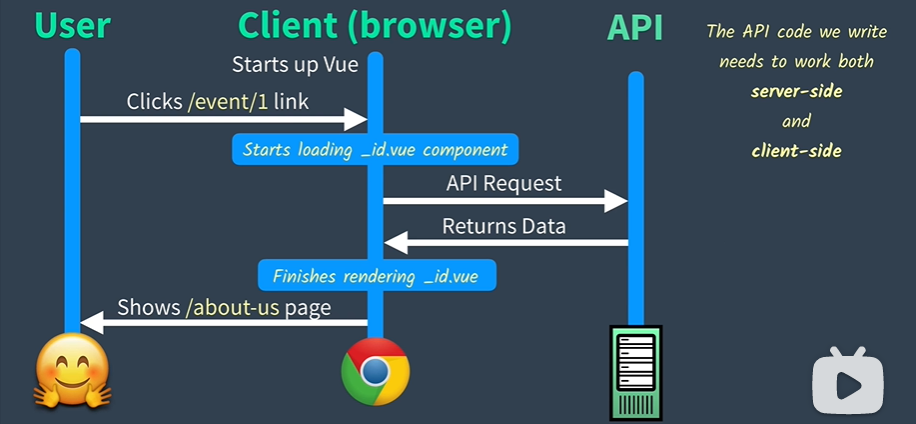 User
Client (browser)
API
Starts up Vue
Clicks /event/1 link
Starts loading _id.vue component
API Request
Returns Data
Finishes rendering _id.vue
Shows /about-us page
The API code we write
needs to work both
server-side
and
client-side